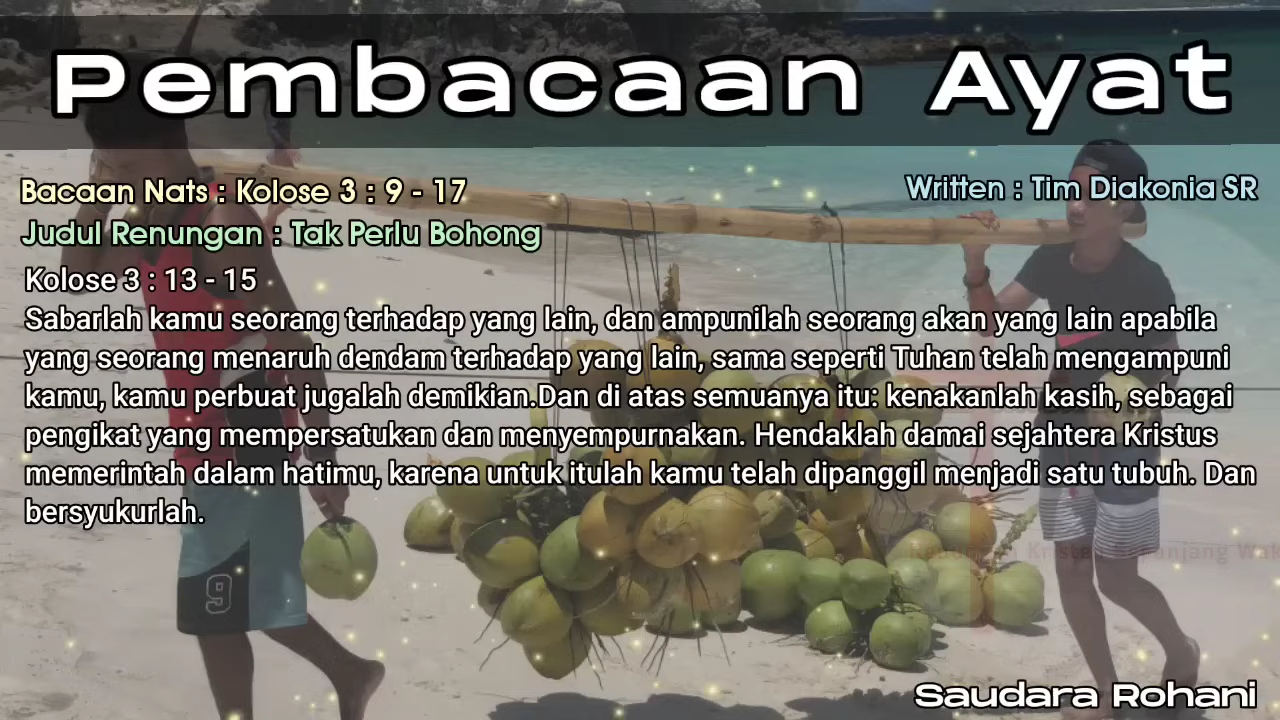 Pembacaan Ayat
Bacaan Nats : Kolose 3 : 9 - 17
Written : Tim Diakonia SR
Judul Renungan : Tak Perlu Bohong
Kolose 3 : 13 - 15
Sabarlah kamu seorang terhadap yang lain, dan ampunilah seorang akan yang lain apabila
yang seorang menaruh dendam terhadap yang lain, sama seperti Tuhan telah mengampuni
kamu, kamu perbuat jugalah demikian.Dan di atas semuanya itu: kenakanlah kasih, sebagai
pengikat yang mempersatukan dan menyempurnakan. Hendaklah damai sejahtera Kristus
memerintah dalam hatimu, karena untuk itulah kamu telah dipanggil menjadi satu tubuh. Dan
bersyukurlah.
9
Kristen Sepanjang
Saudara Rohani